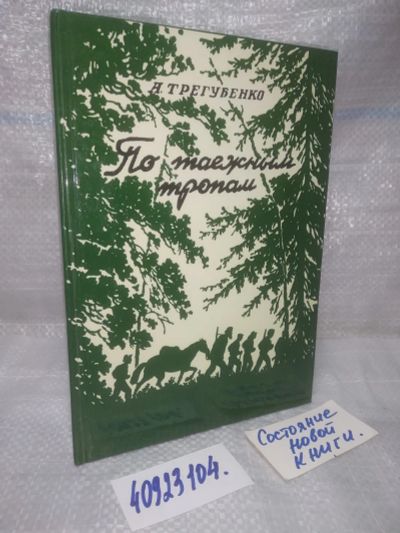 А. ТРЕГУБЕНКО
По таежным
тропам
Состояние
новой
книги.
40923104.